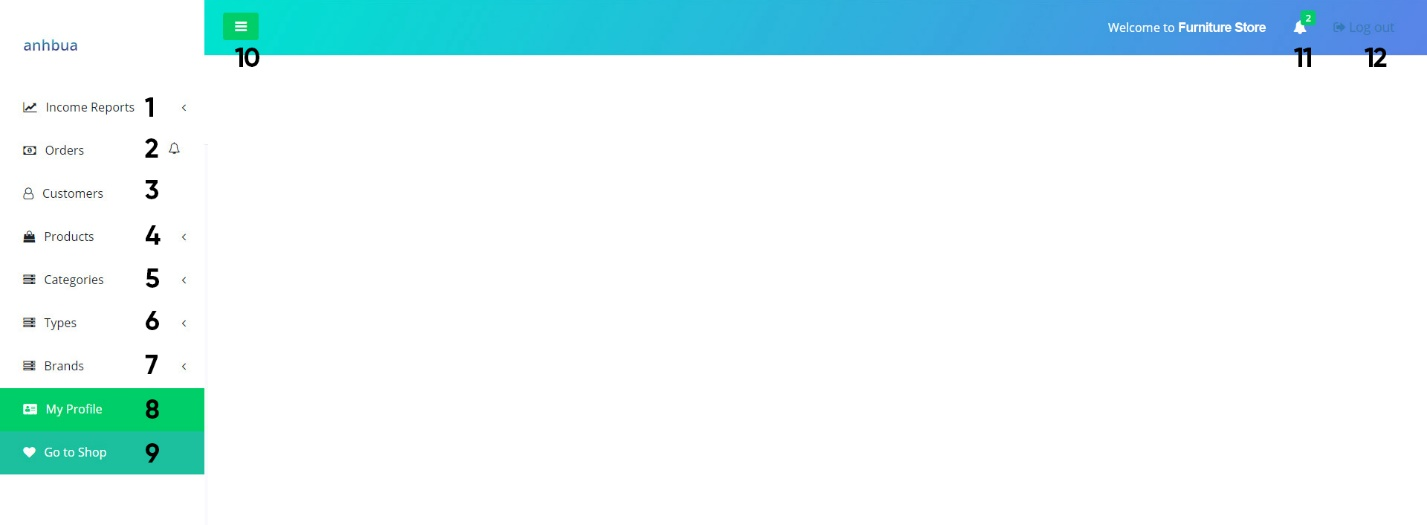 anhbua
Welcome to Furniture Store
2
Log out
10
11
12
Income Reports 1
Orders 2
Customers 3
Products 4
Categories 5
Types 6
Brands 7
My Profile 8
Go to Shop 9